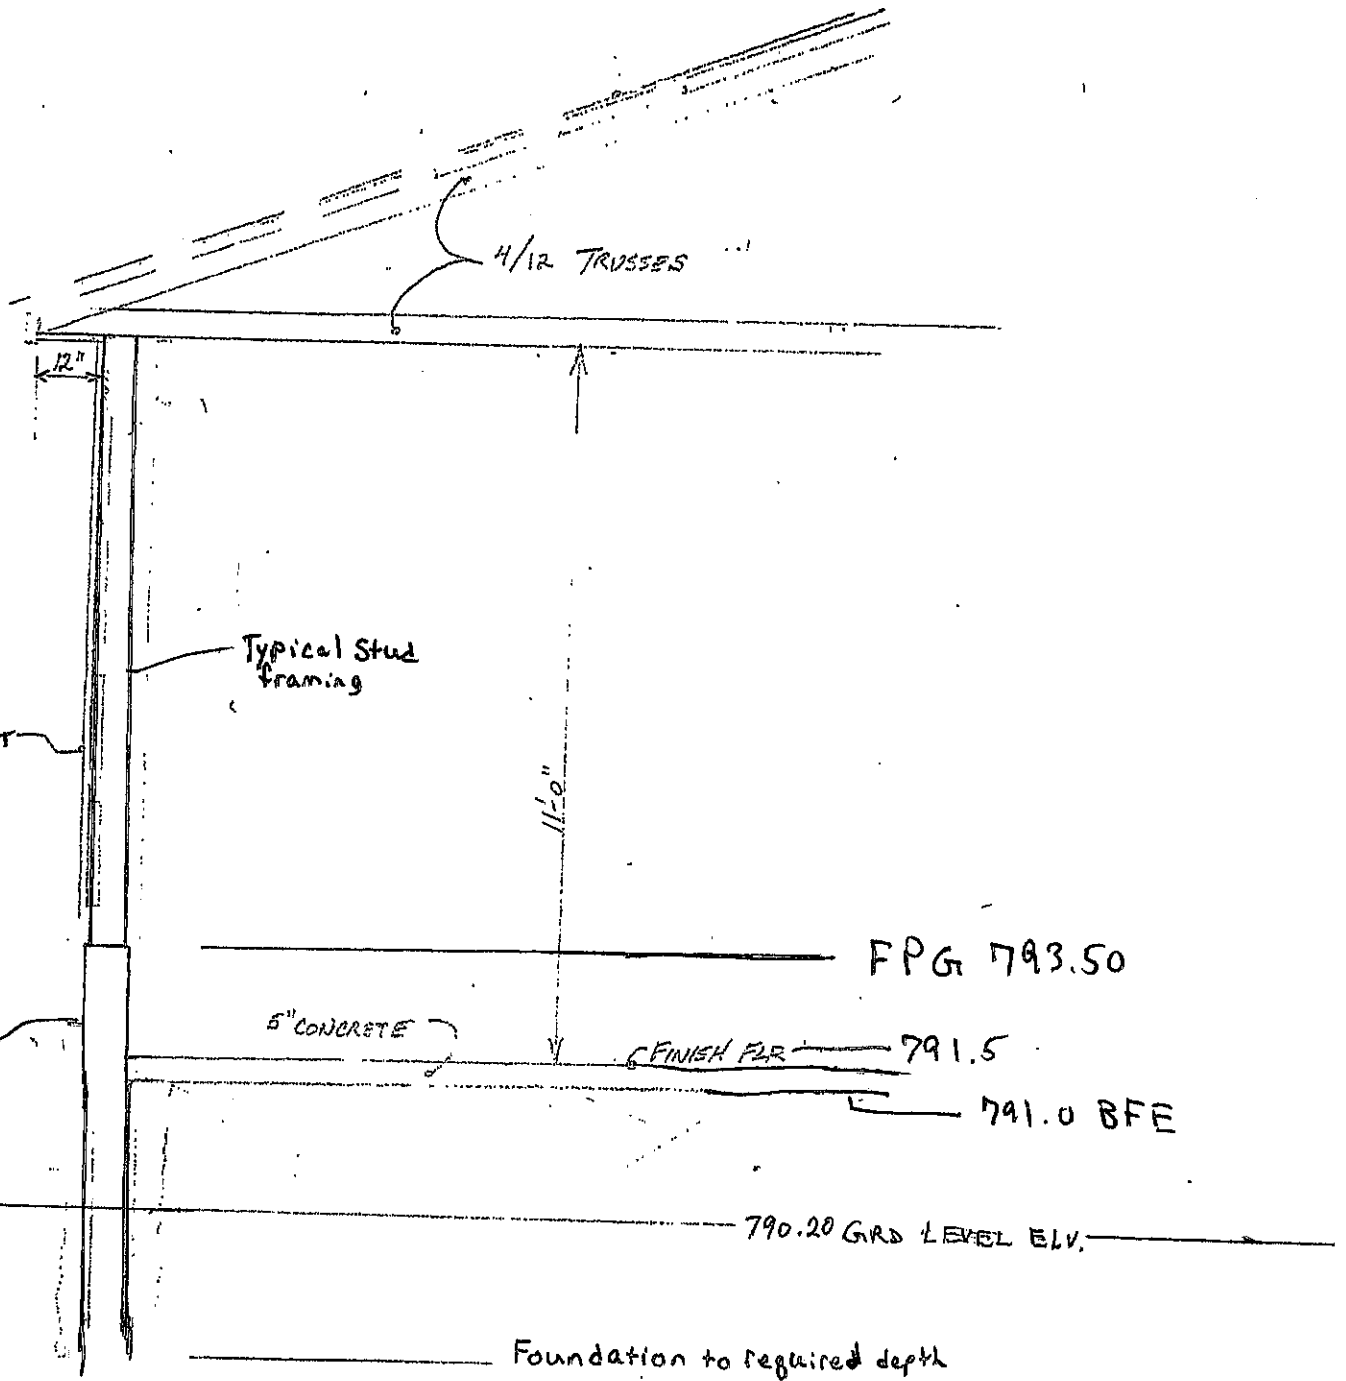 4/12 TRUSSES
12"
Typical Stud
framing
T
11'-0"
FPG 793.50
5" CONCRETE
FINISH FLR
791.5
791.0 BFE
790.20 GRD LEVEL ELV.
Foundation to required depth